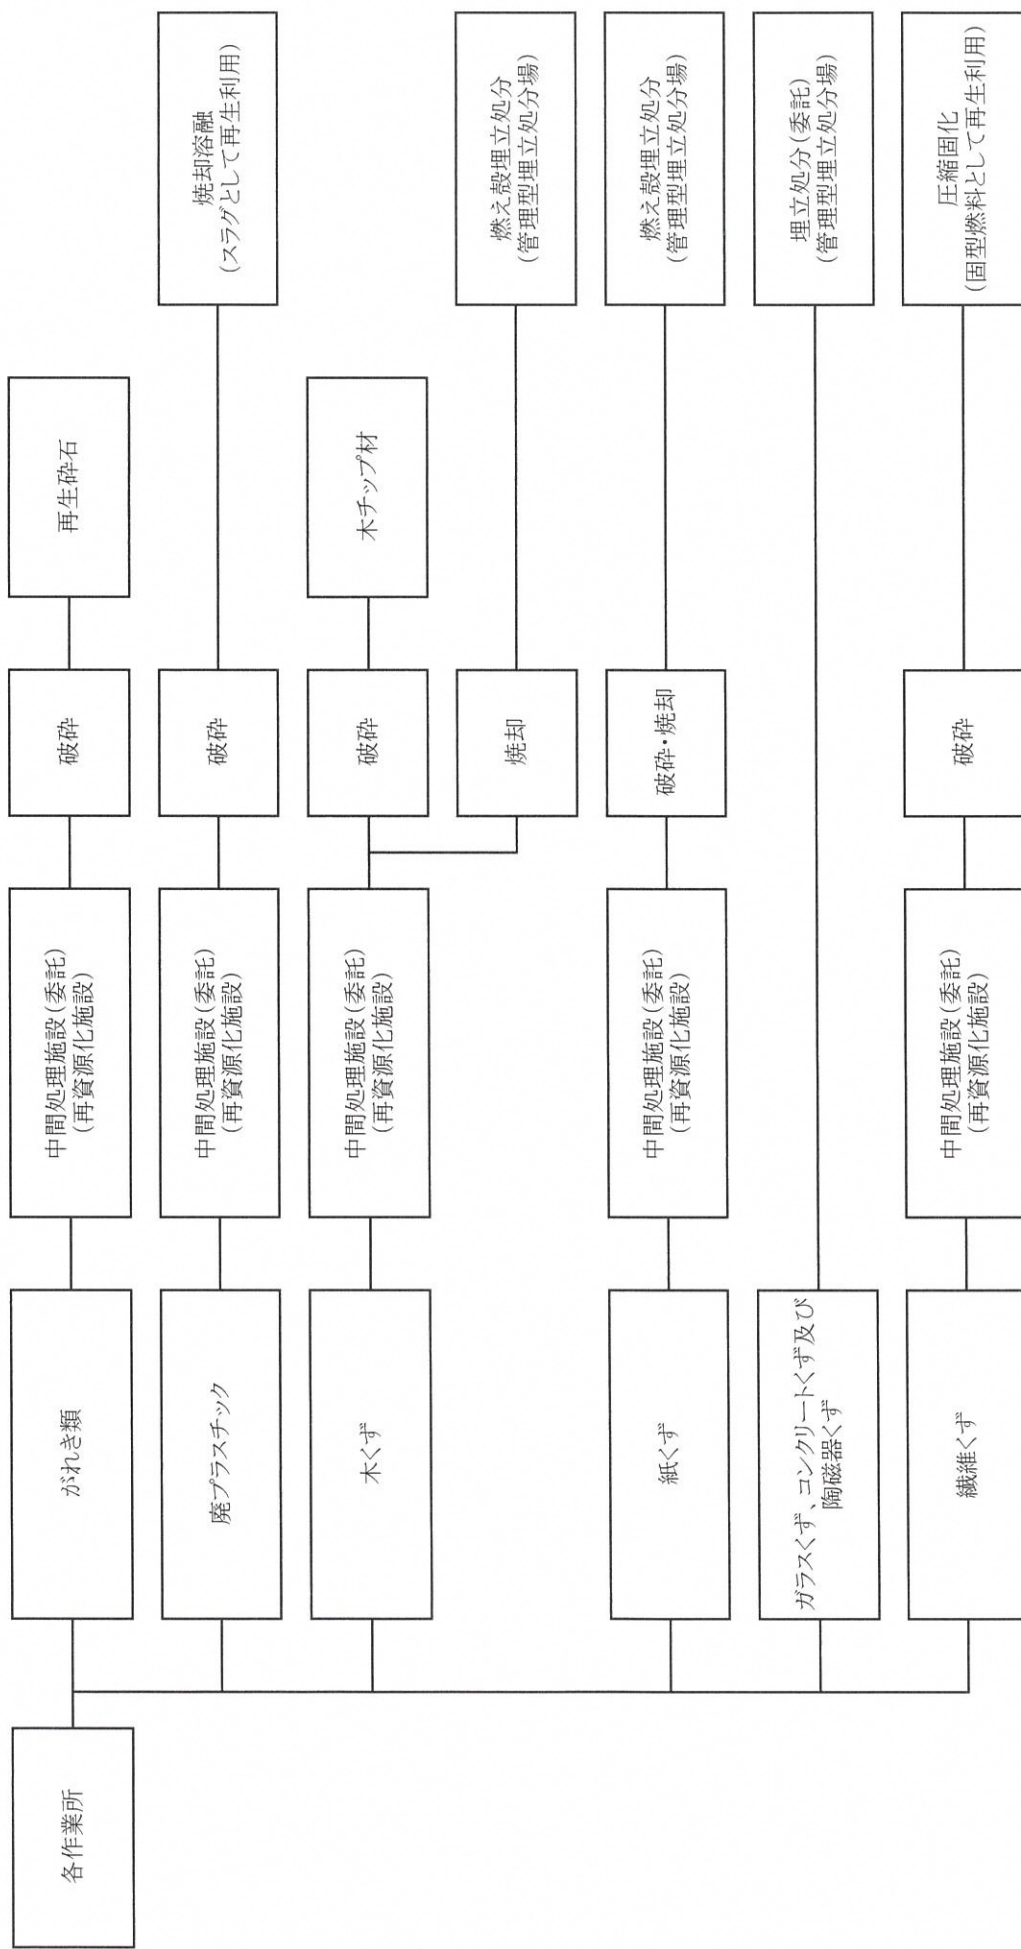 各作業所
がれき類
中間処理施設(委託)
(再資源化施設)
破砕
再生砕石
廃プラスチック
中間処理施設(委託)
(再資源化施設)
破砕
焼却溶融
(スラグとして再生利用)
木くず
中間処理施設(委託)
(再資源化施設)
破砕
木チップ材
焼却
燃え殻埋立処分
(管理型埋立処分場)
紙くず
中間処理施設(委託)
(再資源化施設)
破砕・焼却
燃え殻埋立処分
(管理型埋立処分場)
ガラスくず、コンクリートくず及び
陶磁器くず
埋立処分(委託)
(管理型埋立処分場)
繊維くず
中間処理施設(委託)
(再資源化施設)
破砕
圧縮固化
(固型燃料として再生利用)